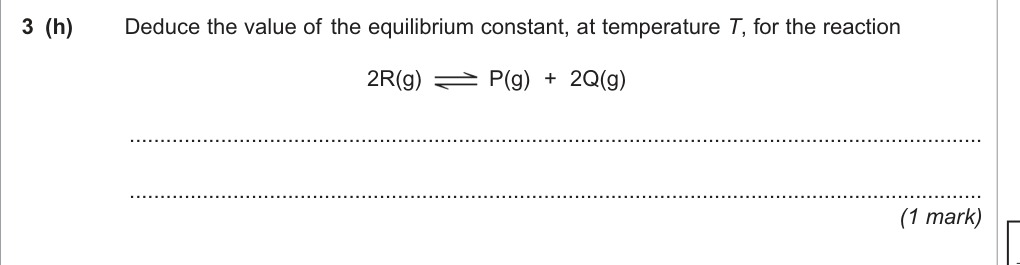 3 (h) Deduce the value of the equilibrium constant, at temperature T, for the reaction
2R(g) ⇌ P(g) + 2Q(g)
....................................................................................................................................
....................................................................................................................................
(1 mark)